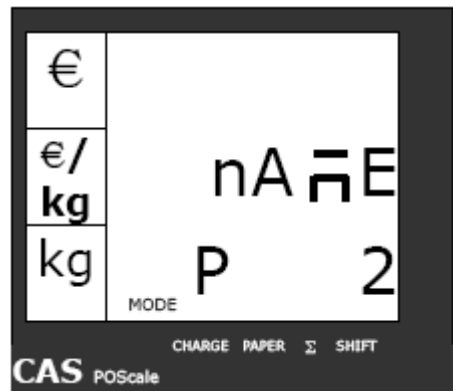 €
€/
kg
nAME
kg
P 2
MODE
CHARGE PAPER Σ SHIFT
CAS POScale